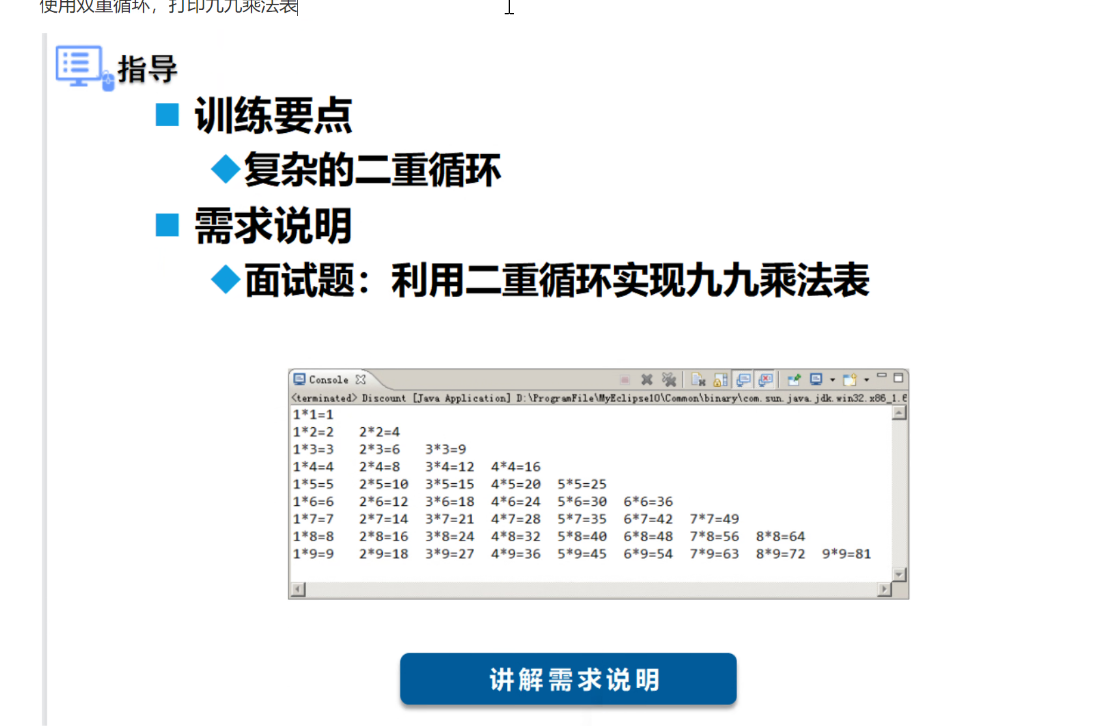 使用双重循环，打印九九乘法表
指导
训练要点
复杂的二重循环
需求说明
面试题：利用二重循环实现九九乘法表
Console
<terminated> Discount [Java Application] D:\ProgramFile\MyEclipse10\Common\binary\com.sun.java.jdk.win32.x86_1.6
1*1=1
1*2=2 2*2=4
1*3=3 2*3=6 3*3=9
1*4=4 2*4=8 3*4=12 4*4=16
1*5=5 2*5=10 3*5=15 4*5=20 5*5=25
1*6=6 2*6=12 3*6=18 4*6=24 5*6=30 6*6=36
1*7=7 2*7=14 3*7=21 4*7=28 5*7=35 6*7=42 7*7=49
1*8=8 2*8=16 3*8=24 4*8=32 5*8=40 6*8=48 7*8=56 8*8=64
1*9=9 2*9=18 3*9=27 4*9=36 5*9=45 6*9=54 7*9=63 8*9=72 9*9=81
讲解需求说明